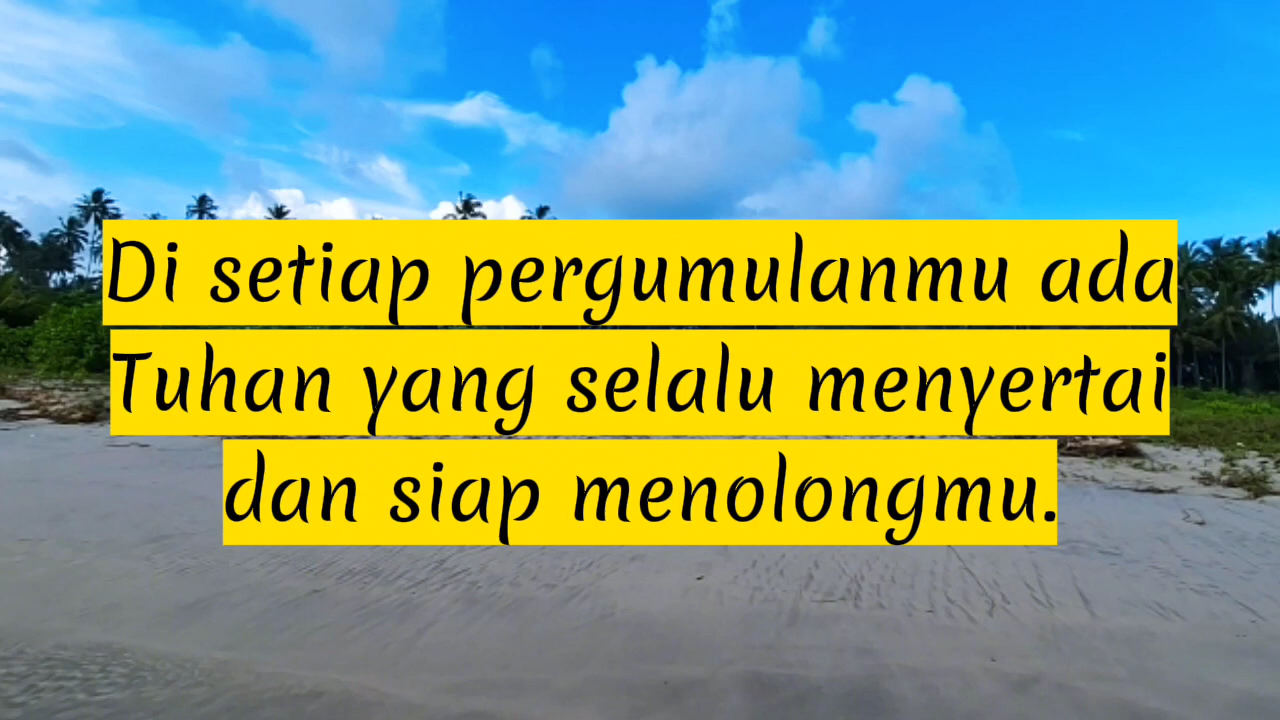 Di setiap pergumulanmu ada
Tuhan yang selalu menyertai
dan siap menolongmu.